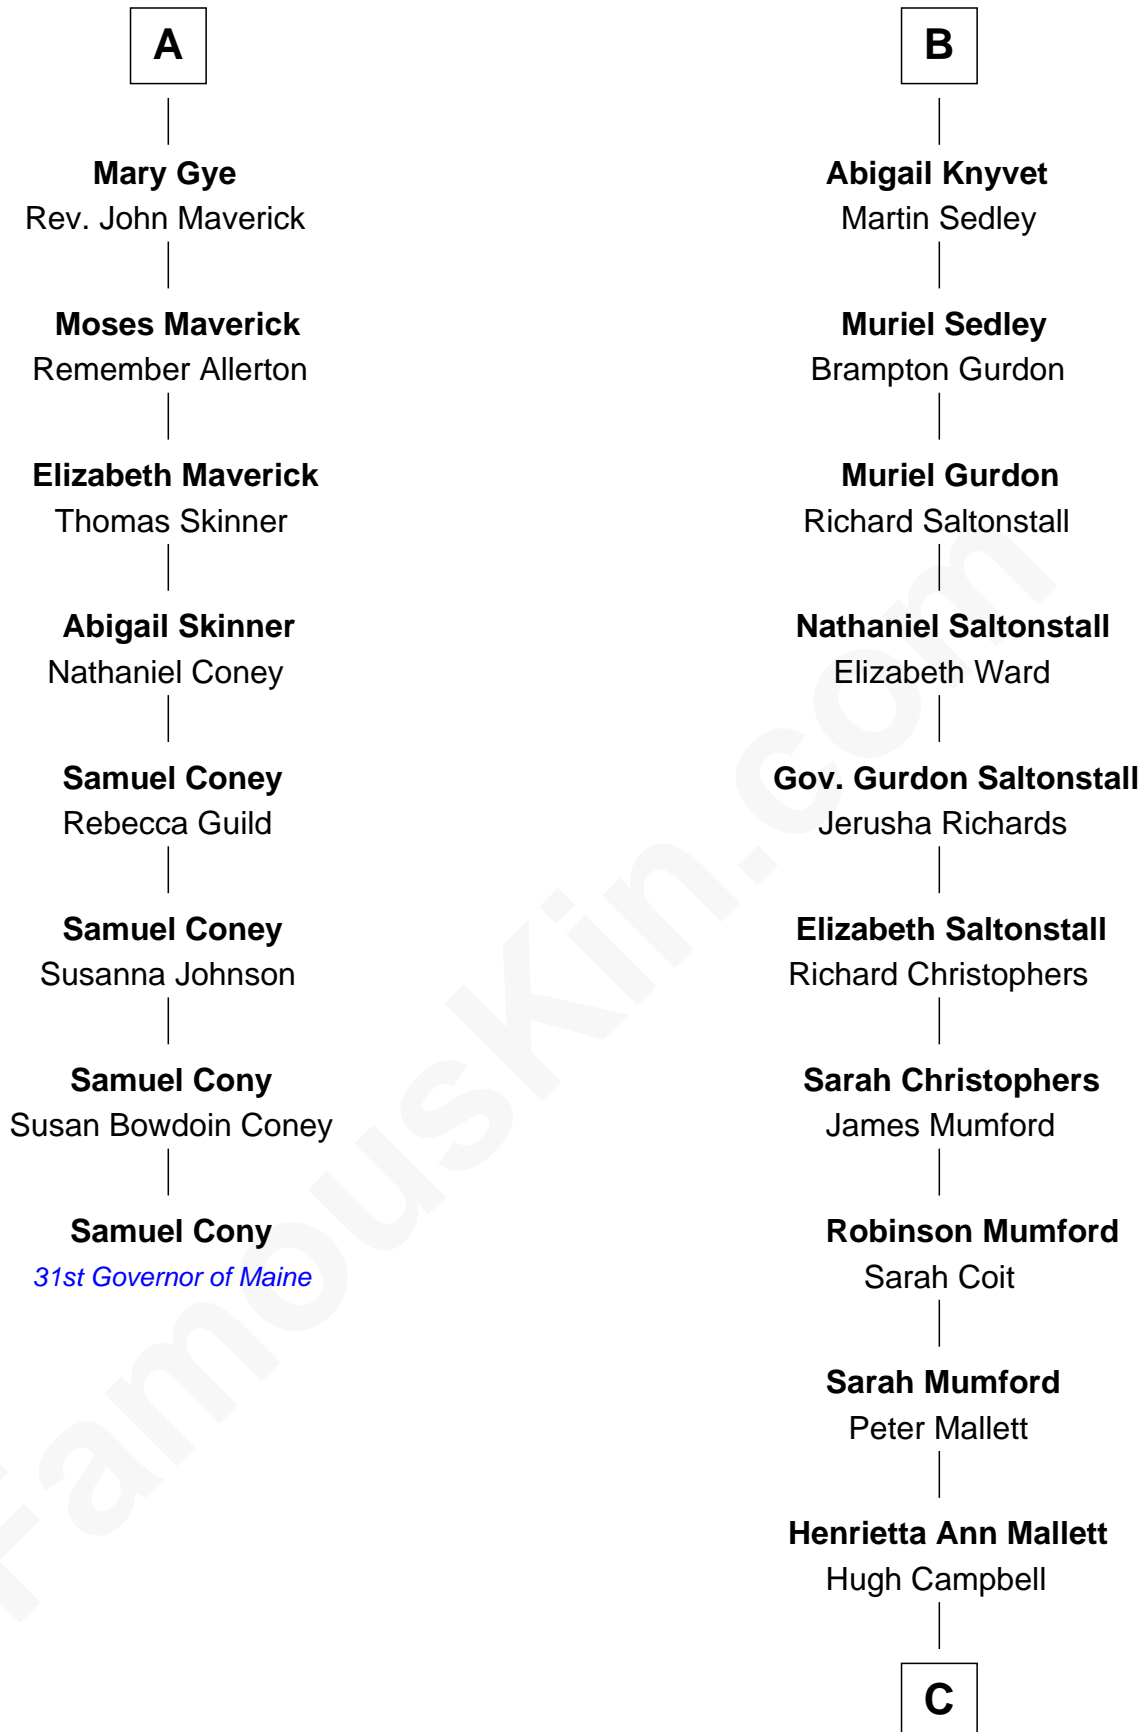 A
Mary Gye
Rev. John Maverick
Moses Maverick
Remember Allerton
Elizabeth Maverick
Thomas Skinner
Abigail Skinner
Nathaniel Coney
Samuel Coney
Rebecca Guild
Samuel Coney
Susanna Johnson
Samuel Cony
Susan Bowdoin Coney
Samuel Cony
31st Governor of Maine
B
Abigail Knyvet
Martin Sedley
Muriel Sedley
Brampton Gurdon
Muriel Gurdon
Richard Saltonstall
Nathaniel Saltonstall
Elizabeth Ward
Gov. Gurdon Saltonstall
Jerusha Richards
Elizabeth Saltonstall
Richard Christophers
Sarah Christophers
James Mumford
Robinson Mumford
Sarah Coit
Sarah Mumford
Peter Mallett
Henrietta Ann Mallett
Hugh Campbell
C
FamousKin.com